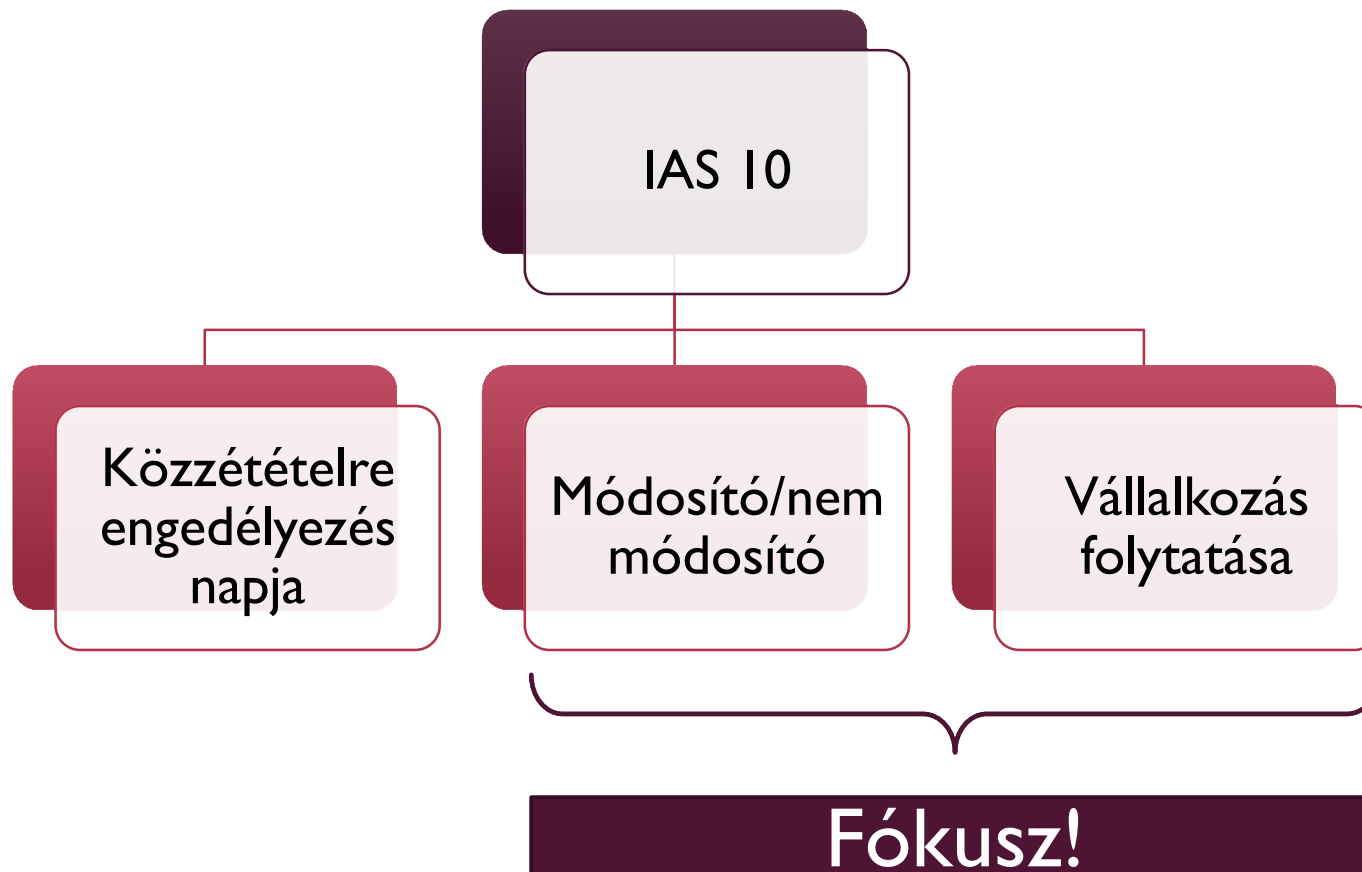 IAS 10
Közzétételre
engedélyezés
napja
Módosító/nem
módosító
Vállalkozás
folytatása
Fókusz!